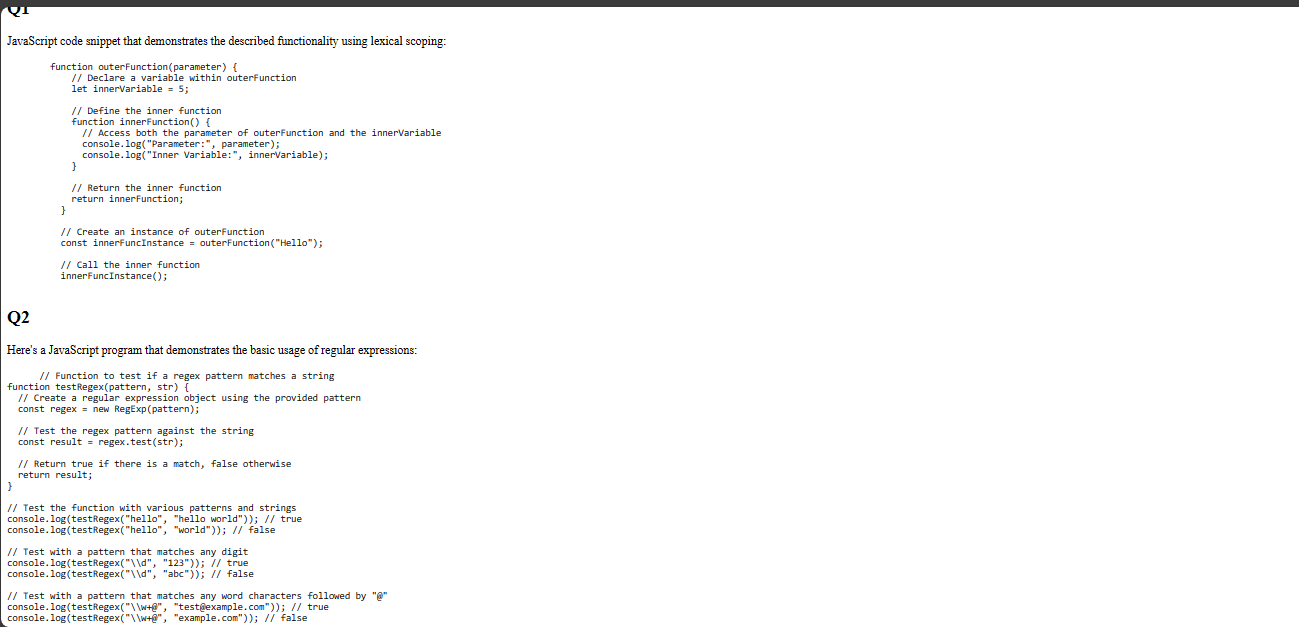 Q1
JavaScript code snippet that demonstrates the described functionality using lexical scoping:
function outerFunction(parameter) {
// Declare a variable within outerFunction
let innerVariable = 5;
// Define the inner function
function innerFunction() {
// Access both the parameter of outerFunction and the innerVariable
console.log("Parameter:", parameter);
console.log("Inner Variable:", innerVariable);
}
// Return the inner function
return innerFunction;
}
// Create an instance of outerFunction
const innerFuncInstance = outerFunction("Hello");
// Call the inner function
innerFuncInstance();
Q2
Here's a JavaScript program that demonstrates the basic usage of regular expressions:
// Function to test if a regex pattern matches a string
function testRegex(pattern, str) {
// Create a regular expression object using the provided pattern
const regex = new RegExp(pattern);
// Test the regex pattern against the string
const result = regex.test(str);
// Return true if there is a match, false otherwise
return result;
}
// Test the function with various patterns and strings
console.log(testRegex("hello", "hello world")); // true
console.log(testRegex("hello", "world")); // false
// Test with a pattern that matches any digit
console.log(testRegex("\\d", "123")); // true
console.log(testRegex("\\d", "abc")); // false
// Test with a pattern that matches any word characters followed by "@"
console.log(testRegex("\\w+@", "test@example.com")); // true
console.log(testRegex("\\w+@", "example.com")); // false